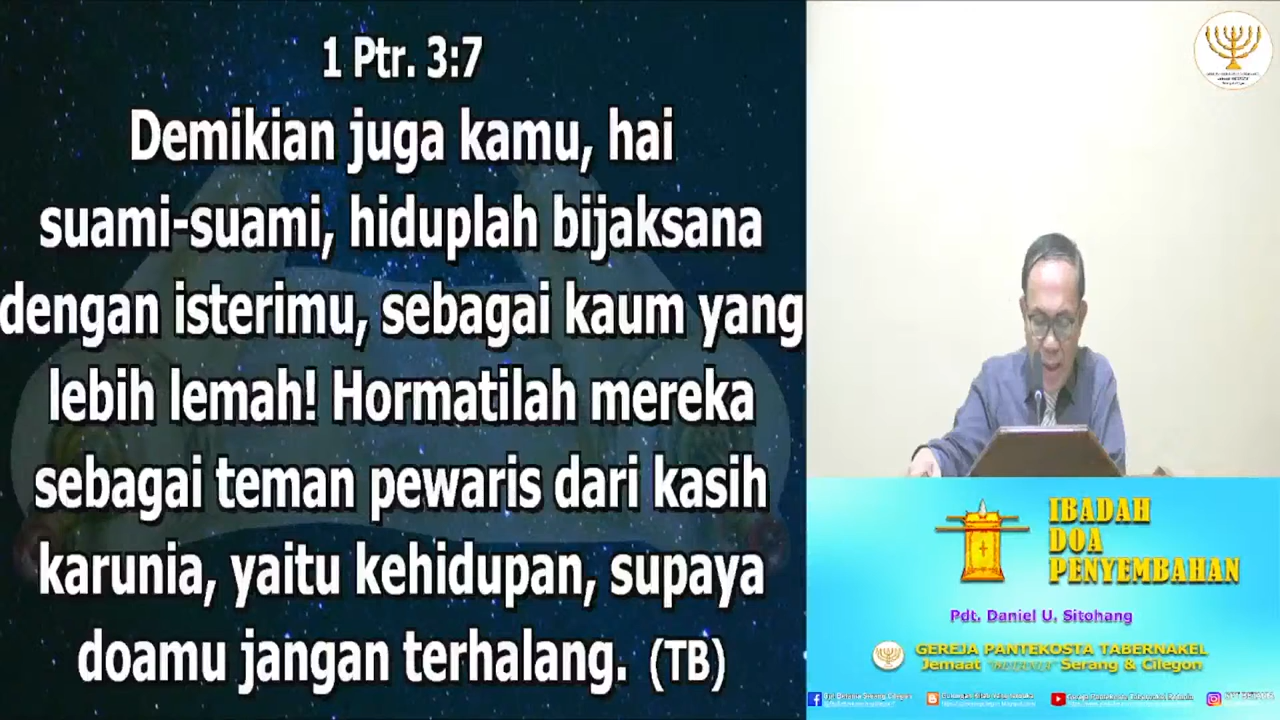 1 Ptr. 3:7
Demikian juga kamu, hai
suami-suami, hiduplah bijaksana
dengan isterimu, sebagai kaum yang
lebih lemah! Hormatilah mereka
sebagai teman pewaris dari kasih
karunia, yaitu kehidupan, supaya
doamu jangan terhalang. (TB)
IBADAH
DOA
PENYEMBAHAN
Pdt. Daniel U. Sitohang
GEREJA PANTEKOSTA TABERNAKEL
Jemaat "BETANIA" Serang & Cilegon